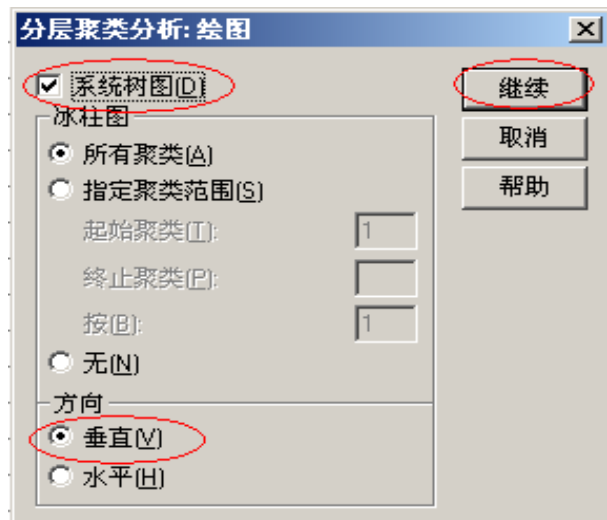 分层聚类分析: 绘图
系统树图(D)
继续
冰柱图
取消
所有聚类(A)
帮助
指定聚类范围(S)
起始聚类(T): 1
终止聚类(P):
按(B): 1
无(N)
方向
垂直(V)
水平(H)